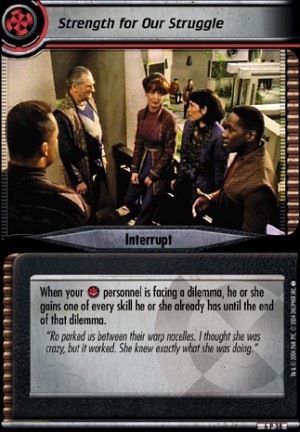 Strength for Our Struggle
Interrupt
When your personnel is facing a dilemma, he or she
gains one of every skill he or she already has until the end
of that dilemma.
"Ro parked us between their warp nacelles. I thought she was
crazy, but it worked. She knew exactly what she was doing."